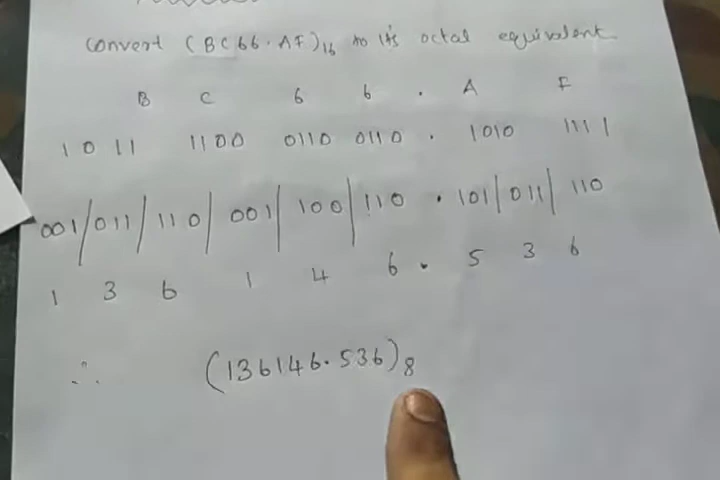 Convert (BC66.AF)16 to it's octal equivalent
B C 6 6 . A F
1011 1100 0110 0110 . 1010 1111
001/011/110/001/100/110 . 101/011/110
1 3 6 1 4 6 . 5 3 6
∴ (136146.536)8